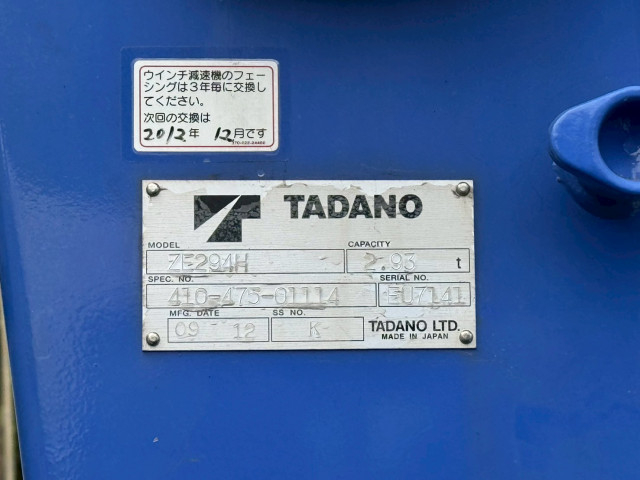 ウインチ減速機のフェー
シングは3年毎に交換し
てください。
次回の交換は
2012年 12月です
TADANO
MODEL CAPACITY
ZE294H 2.93 t
SPEC. NO. SERIAL NO.
410-475-01114 EU7141
MFG. DATE SS NO.
09 12 K
TADANO LTD.
MADE IN JAPAN